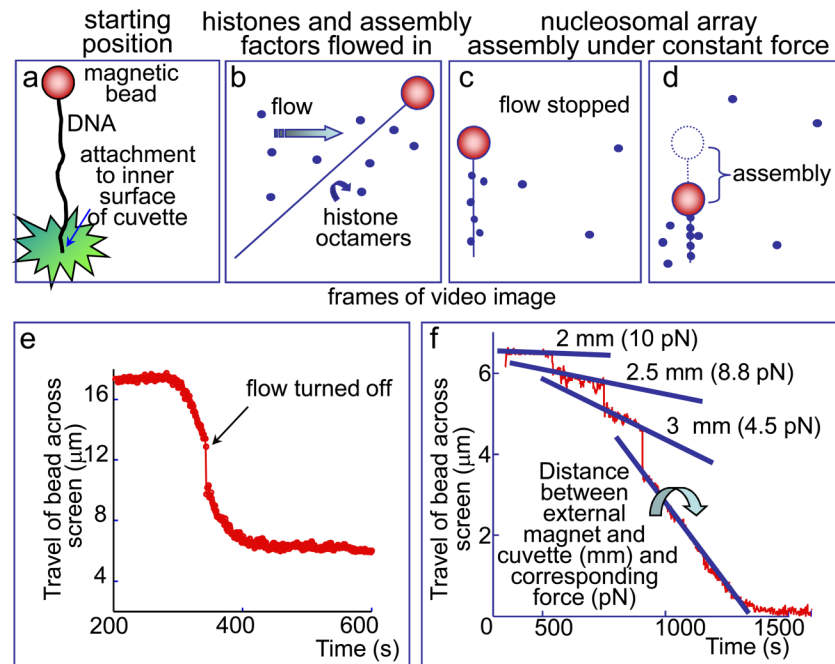 starting
position
histones and assembly
factors flowed in
nucleosomal array
assembly under constant force
a
magnetic
bead
DNA
attachment
to inner
surface
of cuvette
b
flow
histone
octamers
c
flow stopped
d
assembly
frames of video image
e
flow turned off
16
12
8
4
200
400
600
Time (s)
Travel of bead across
screen (μm)
f
2 mm (10 pN)
2.5 mm (8.8 pN)
3 mm (4.5 pN)
Distance
between
external
magnet
and
cuvette (mm) and
corresponding
force (pN)
6
4
2
0
500
1000
1500
Time (s)
Travel of bead across
screen (μm)